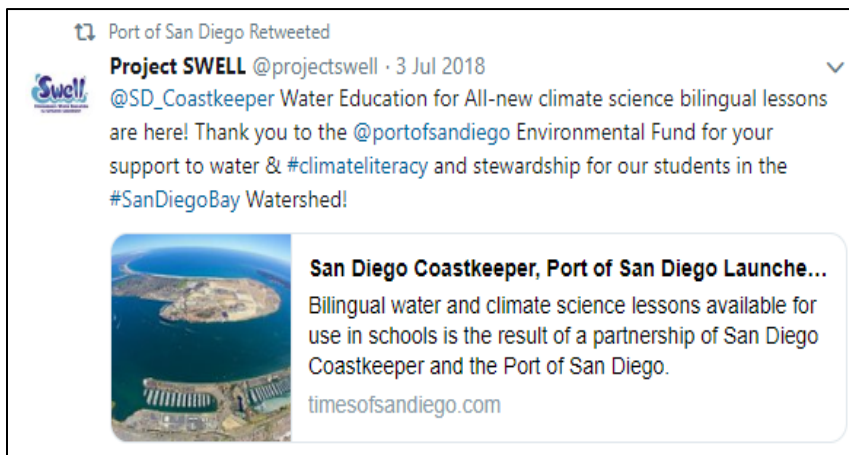 Port of San Diego Retweeted
Project SWELL @projectswell · 3 Jul 2018
@SD_Coastkeeper Water Education for All-new climate science bilingual lessons
are here! Thank you to the @portofsandiego Environmental Fund for your
support to water & #climateliteracy and stewardship for our students in the
#SanDiegoBay Watershed!
Swell
San Diego Coastkeeper, Port of San Diego Launche...
Bilingual water and climate science lessons available for
use in schools is the result of a partnership of San Diego
Coastkeeper and the Port of San Diego.
timesofsandiego.com